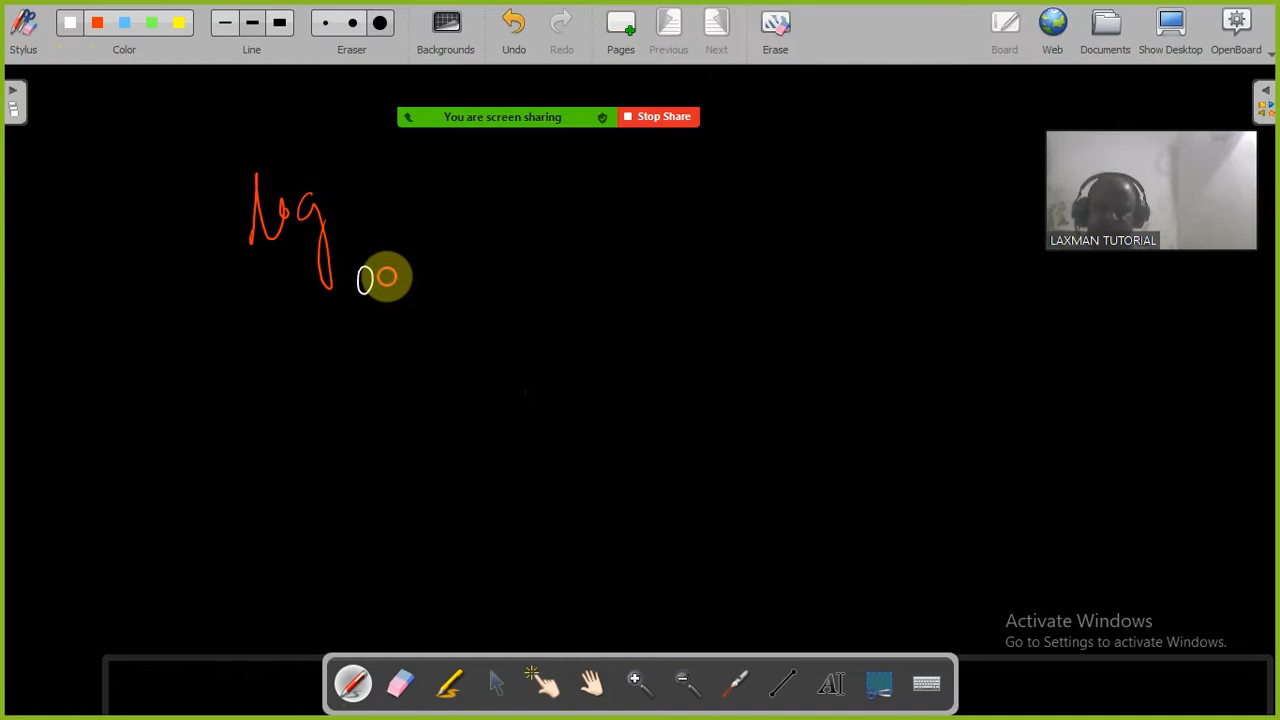 Stylus
Color
Line
Eraser
Backgrounds
Undo
Redo
Pages
Previous
Next
Erase
Board
Web
Documents
Show Desktop
OpenBoard
You are screen sharing
Stop Share
LAXMAN TUTORIAL
log
0
Activate Windows
Go to Settings to activate Windows.